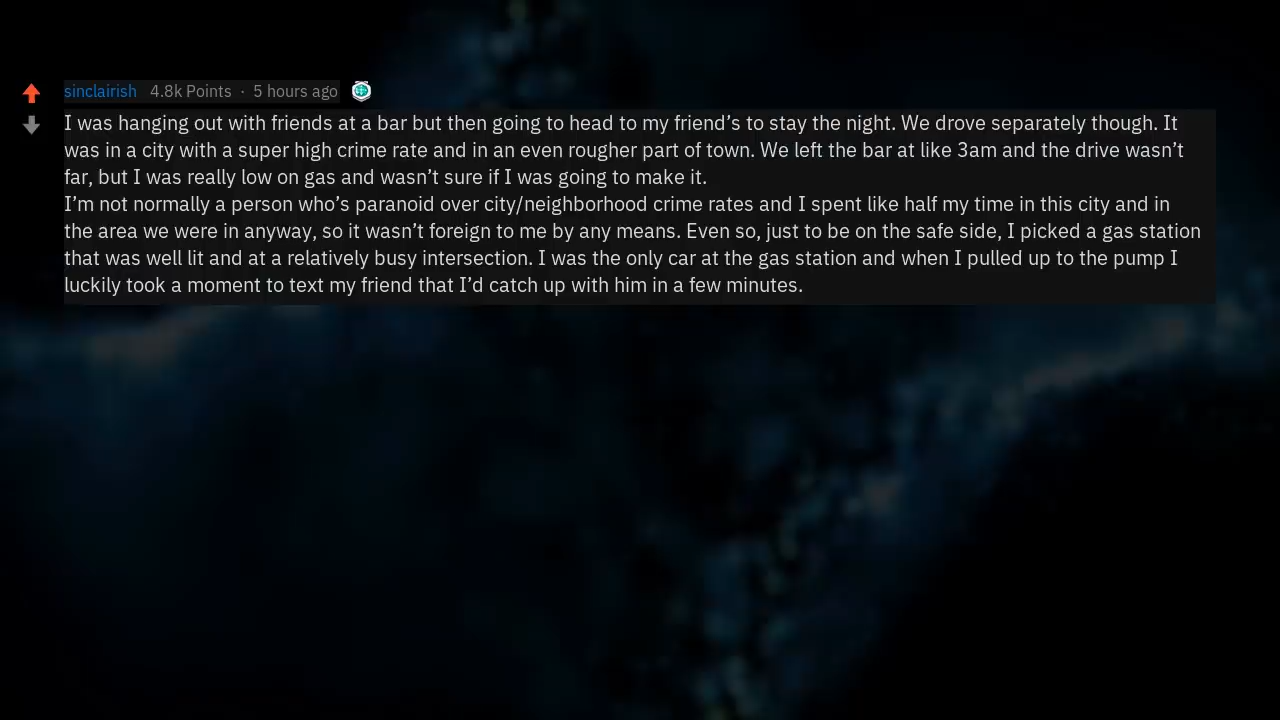 sinclairish 4.8k Points · 5 hours ago
I was hanging out with friends at a bar but then going to head to my friend’s to stay the night. We drove separately though. It
was in a city with a super high crime rate and in an even rougher part of town. We left the bar at like 3am and the drive wasn’t
far, but I was really low on gas and wasn’t sure if I was going to make it.
I’m not normally a person who’s paranoid over city/neighborhood crime rates and I spent like half my time in this city and in
the area we were in anyway, so it wasn’t foreign to me by any means. Even so, just to be on the safe side, I picked a gas station
that was well lit and at a relatively busy intersection. I was the only car at the gas station and when I pulled up to the pump I
luckily took a moment to text my friend that I’d catch up with him in a few minutes.